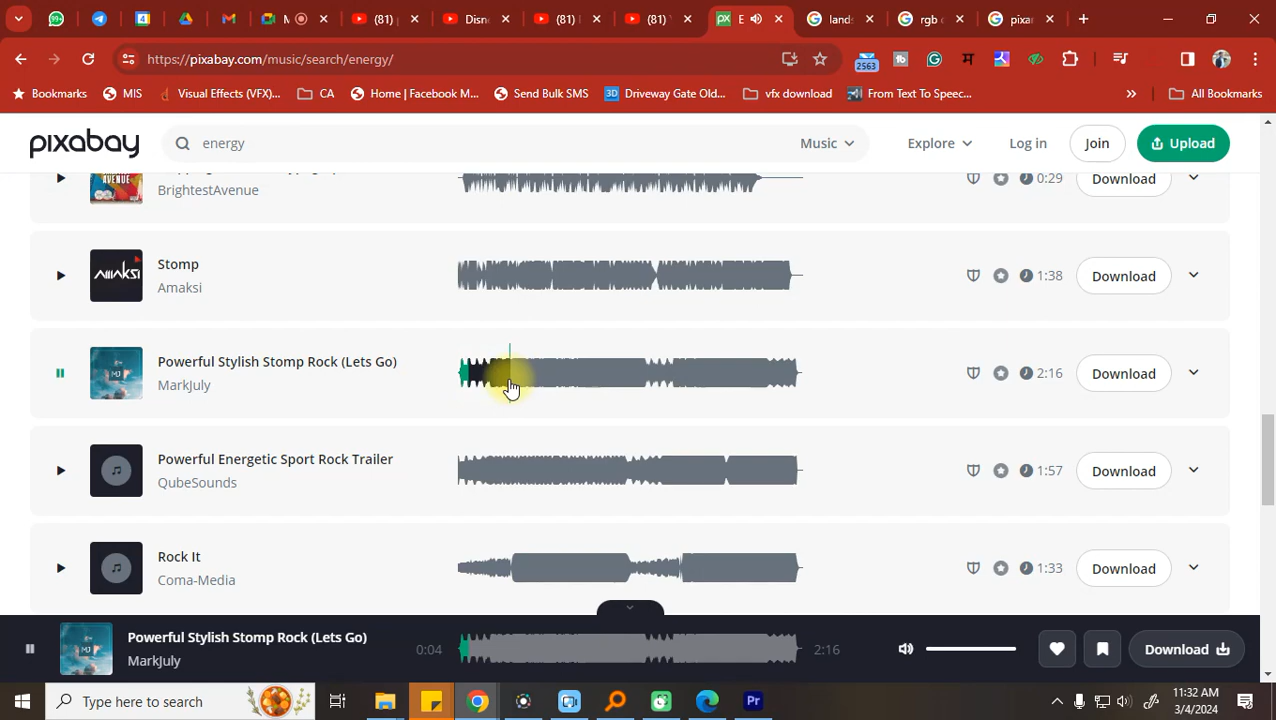 (81)
Disne
(81)
(81)
E
lands
rgb c
pixar
https://pixabay.com/music/search/energy/
2563
Bookmarks
MIS
Visual Effects (VFX)...
CA
Home | Facebook M...
Send Bulk SMS
Driveway Gate Old...
vfx download
From Text To Speec...
All Bookmarks
pixabay
energy
Music
Explore
Log in
Join
Upload
BrightestAvenue
0:29
Download
Stomp
Amaksi
1:38
Download
Powerful Stylish Stomp Rock (Lets Go)
MarkJuly
2:16
Download
Powerful Energetic Sport Rock Trailer
QubeSounds
1:57
Download
Rock It
Coma-Media
1:33
Download
Powerful Stylish Stomp Rock (Lets Go)
MarkJuly
0:04
2:16
Download
Type here to search
11:32 AM
3/4/2024